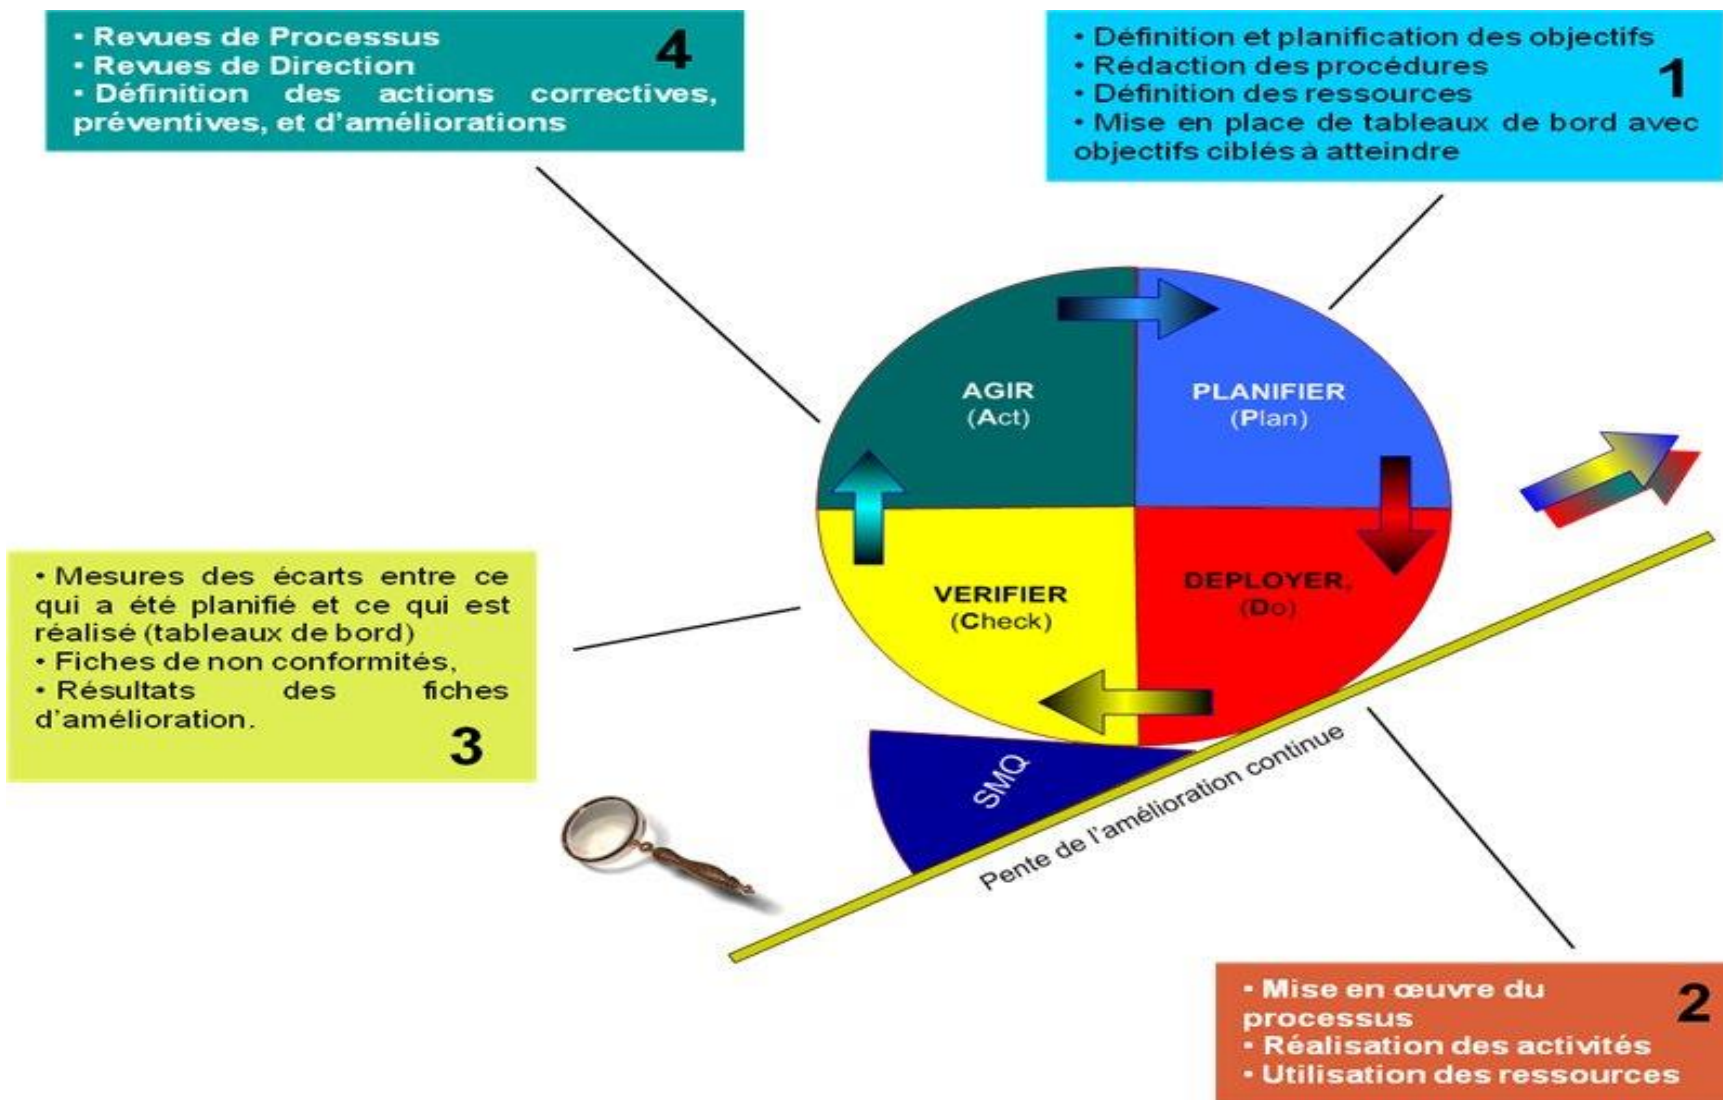 • Revues de Processus
• Revues de Direction
• Définition des actions correctives,
préventives, et d'améliorations
4
• Définition et planification des objectifs
• Rédaction des procédures
• Définition des ressources
• Mise en place de tableaux de bord avec
objectifs ciblés à atteindre
1
AGIR
(Act)
PLANIFIER
(Plan)
VERIFIER
(Check)
DEPLOYER,
(Do)
• Mesures des écarts entre ce
qui a été planifié et ce qui est
réalisé (tableaux de bord)
• Fiches de non conformités,
• Résultats des fiches
d'amélioration.
3
SMQ
Pente de l'amélioration continue
• Mise en œuvre du
processus
• Réalisation des activités
• Utilisation des ressources
2